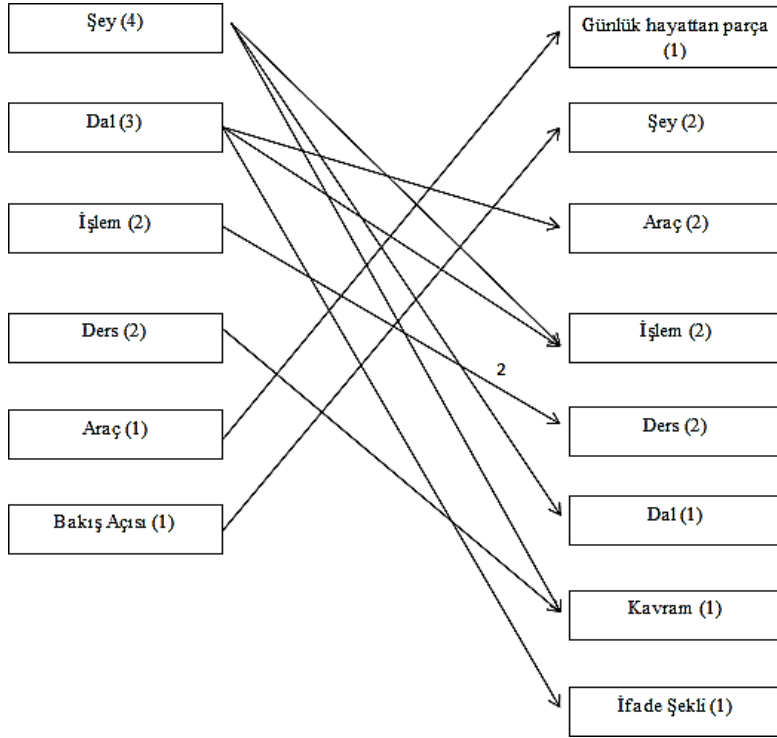 Şey (4)
Dal (3)
İşlem (2)
Ders (2)
Araç (1)
Bakış Açısı (1)
2
Günlük hayattan parça
(1)
Şey (2)
Araç (2)
İşlem (2)
Ders (2)
Dal (1)
Kavram (1)
İfade Şekli (1)